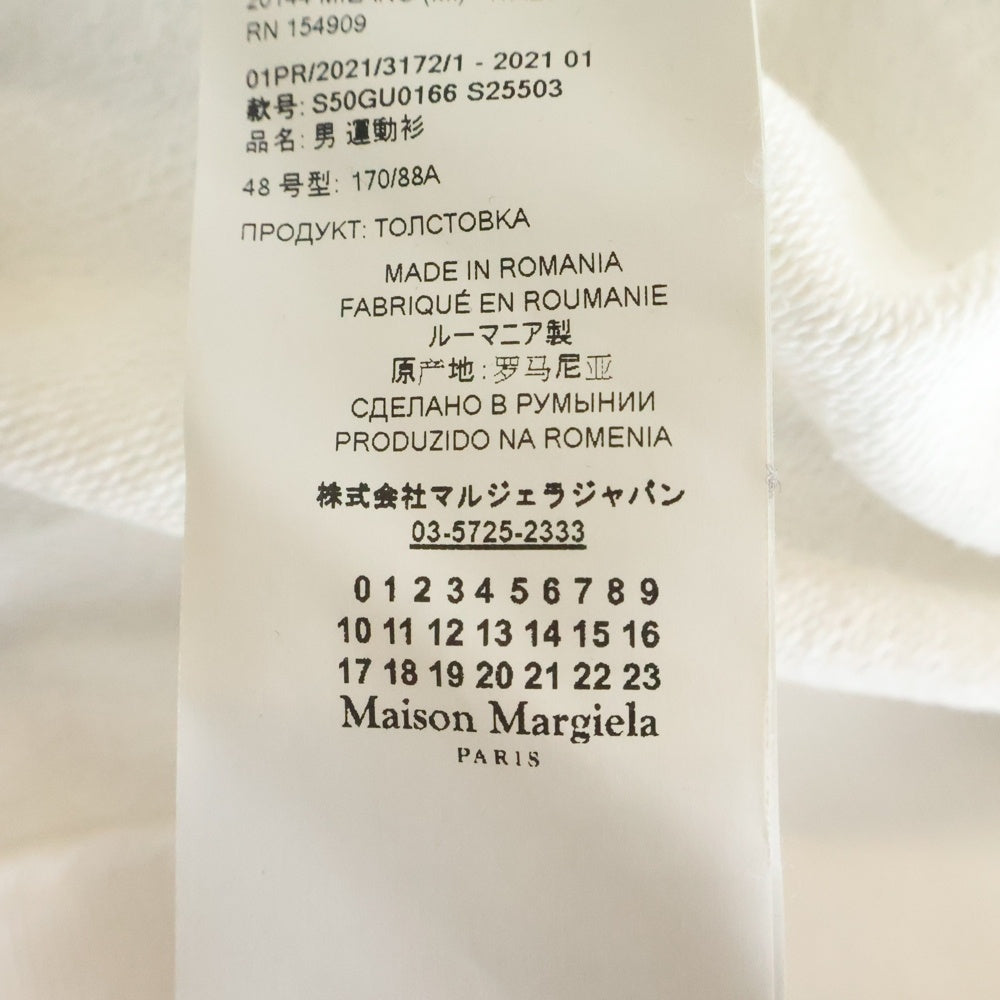 20144 MILANO
RN 154909
01PR/2021/3172/1 - 2021 01
款号: S50GU0166 S25503
品名: 男 運動衫
48 号型: 170/88A
ПРОДУКТ: ТОЛСТОВКА
MADE IN ROMANIA
FABRIQUÉ EN ROUMANIE
ルーマニア製
原产地:罗马尼亚
СДЕЛАНО В РУМЫНИИ
PRODUZIDO NA ROMENIA
株式会社マルジェラジャパン
03-5725-2333
0 1 2 3 4 5 6 7 8 9
10 11 12 13 14 15 16
17 18 19 20 21 22 23
Maison Margiela
PARIS